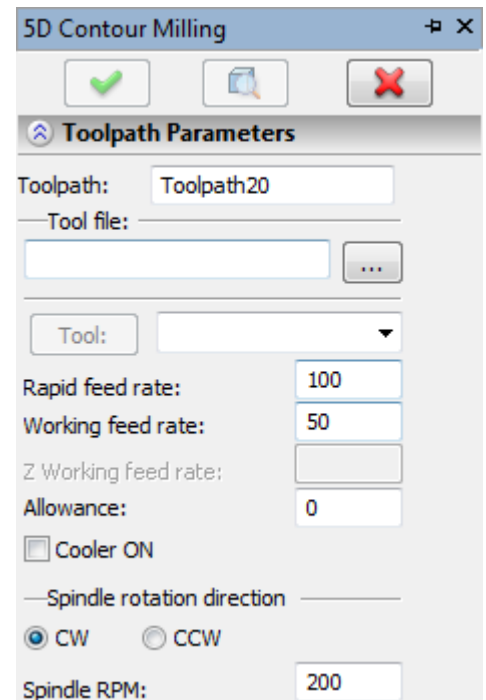 5D Contour Milling
Toolpath Parameters
Toolpath: Toolpath20
Tool file:
...
Tool:
Rapid feed rate: 100
Working feed rate: 50
Z Working feed rate:
Allowance: 0
Cooler ON
Spindle rotation direction
CW CCW
Spindle RPM: 200